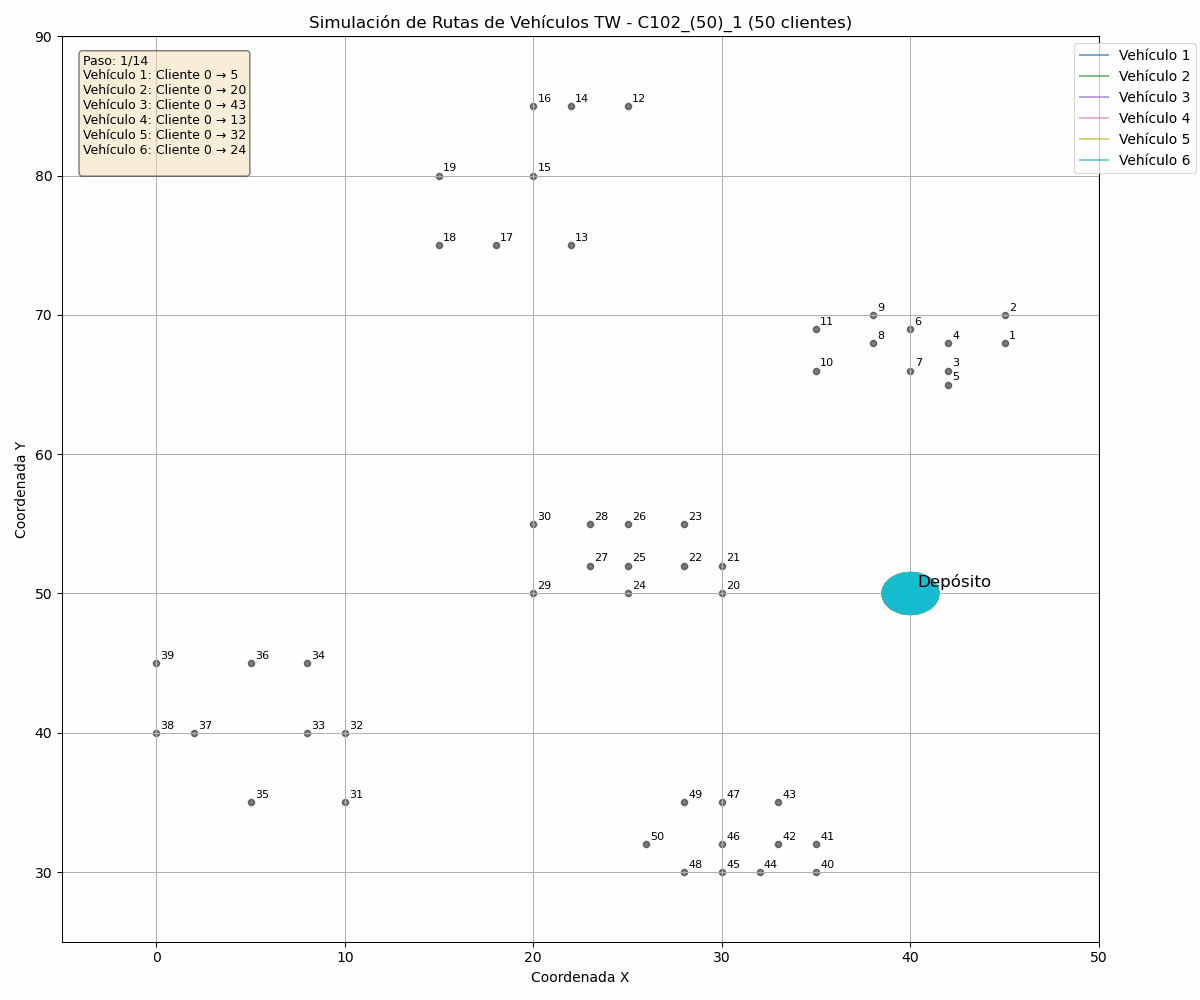 Simulación de Rutas de Vehículos TW - C102_(50)_1 (50 clientes)
90
Paso: 1/14
Vehículo 1: Cliente 0 → 5
Vehículo 2: Cliente 0 → 20
Vehículo 3: Cliente 0 → 43
Vehículo 4: Cliente 0 → 13
Vehículo 5: Cliente 0 → 32
Vehículo 6: Cliente 0 → 24
Vehículo 1
Vehículo 2
Vehículo 3
Vehículo 4
Vehículo 5
Vehículo 6
16 14 12
80
19 15
18 17 13
70
9 2
11 6
8 4 1
10 7 3
5
60
Coordenada Y
30 28 26 23
27 25 22 21
50
29 24 20
Depósito
39 36 34
40
38 37 33 32
35 31
49 47 43
50 46 42 41
30
48 45 44 40
0 10 20 30 40 50
Coordenada X